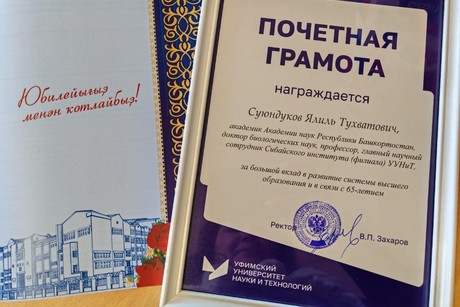 Юбилейығыҙ
менән котлайбыҙ!
ПОЧЕТНАЯ
ГРАМОТА
награждается
Суюндуков Ялиль Тухватович,
академик Академии наук Республики Башкортостан,
доктор биологических наук, профессор, главный научный
сотрудник Сибайского института (филиала) УУНиТ,
за большой вклад в развитие системы высшего
образования и в связи с 65-летием
Ректор
В.П. Захаров
УФИМСКИЙ
УНИВЕРСИТЕТ
НАУКИ И ТЕХНОЛОГИЙ